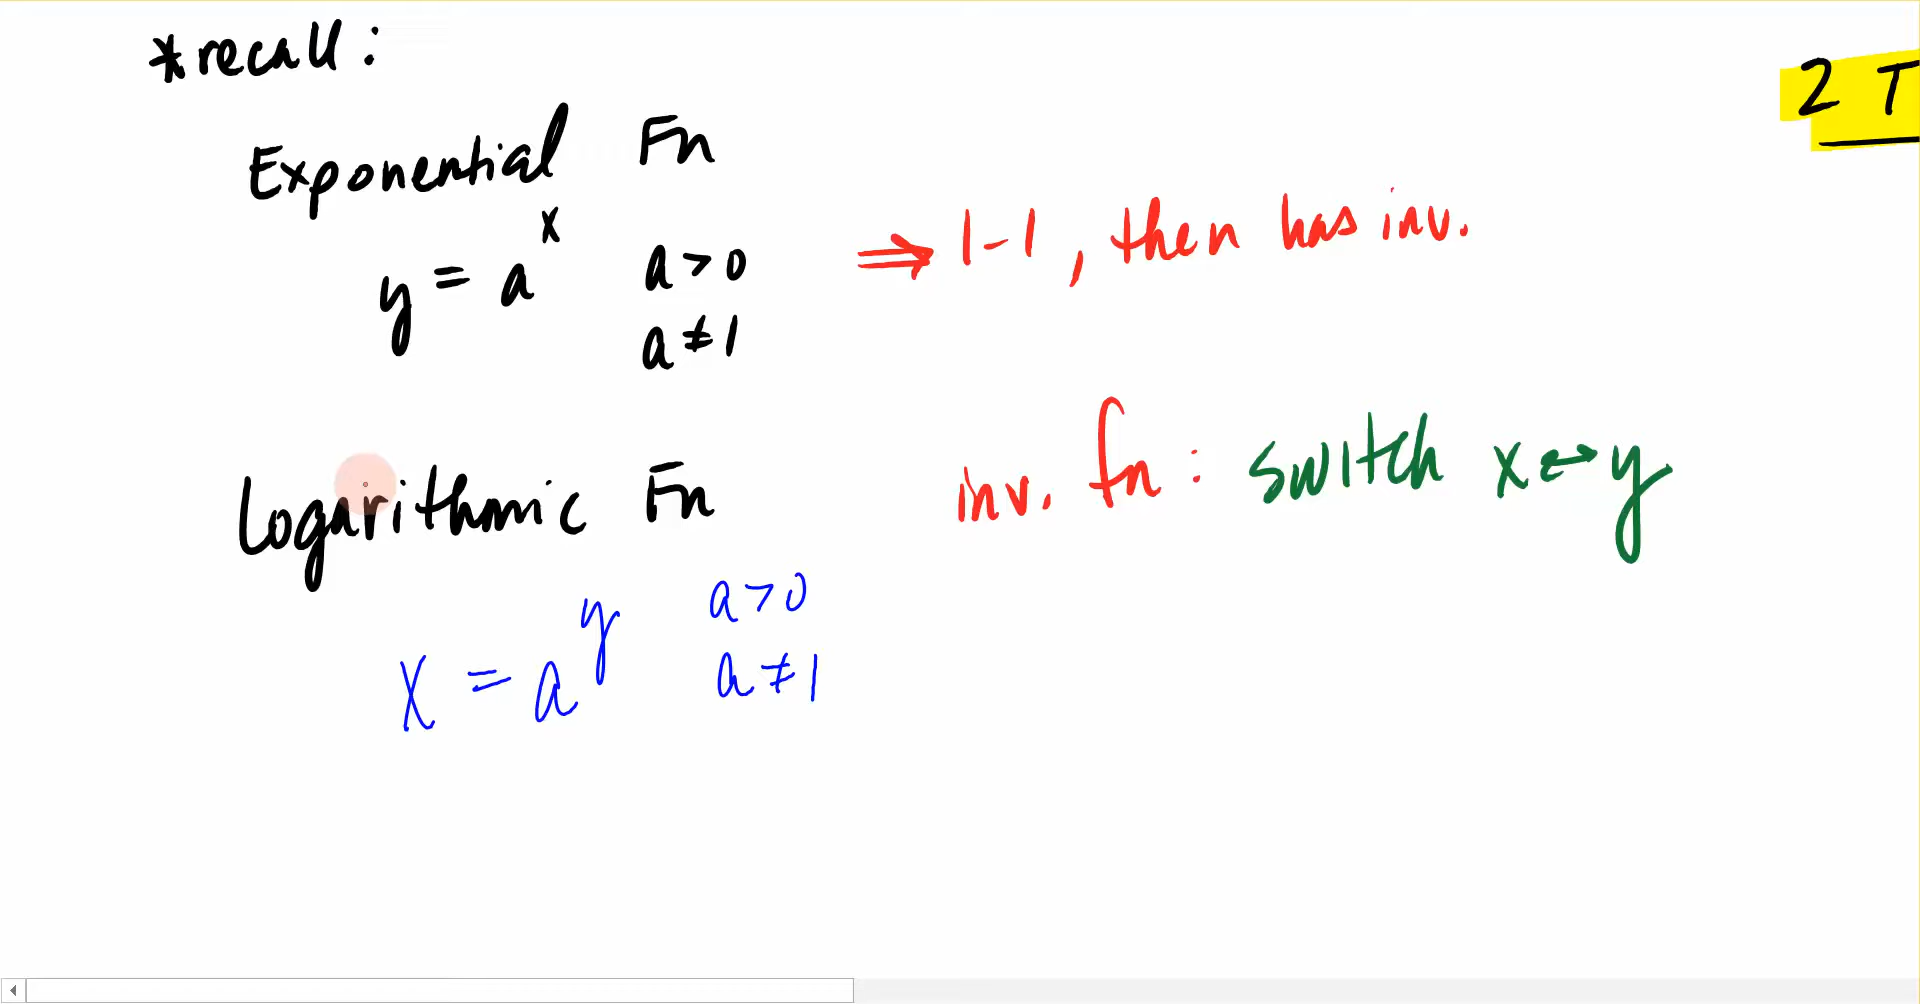 *recall:
2 T
Exponential Fn
y = a^x a > 0
a ≠ 1
⇒ 1-1, then has inv.
Logarithmic Fn
inv. fn: switch x ↔ y
x = a^y a > 0
a ≠ 1